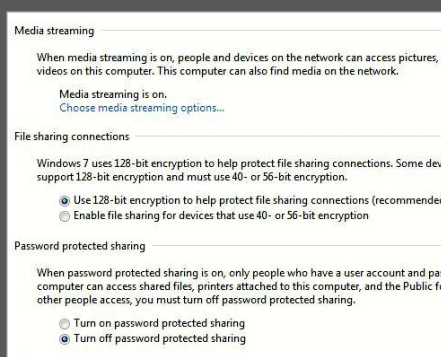 Media streaming
When media streaming is on, people and devices on the network can access pictures,
videos on this computer. This computer can also find media on the network.
Media streaming is on.
Choose media streaming options...
File sharing connections
Windows 7 uses 128-bit encryption to help protect file sharing connections. Some dev
support 128-bit encryption and must use 40- or 56-bit encryption.
Use 128-bit encryption to help protect file sharing connections (recommende
Enable file sharing for devices that use 40- or 56-bit encryption
Password protected sharing
When password protected sharing is on, only people who have a user account and pa
computer can access shared files, printers attached to this computer, and the Public f
other people access, you must turn off password protected sharing.
Turn on password protected sharing
Turn off password protected sharing